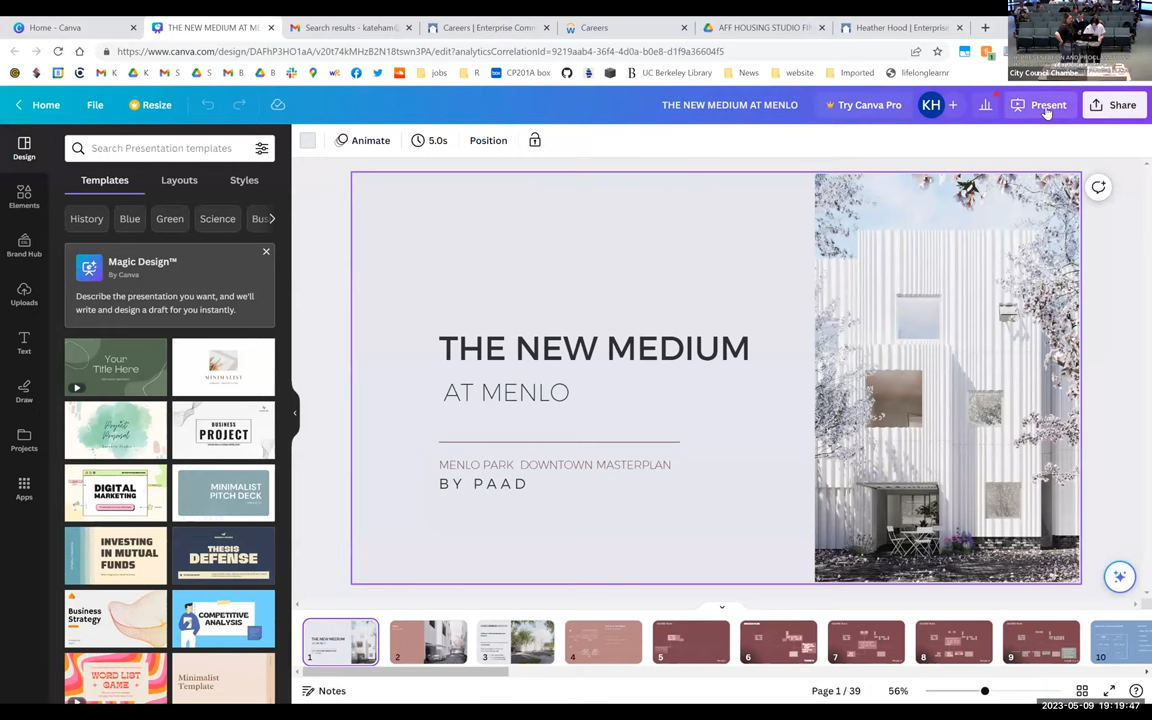 Home - Canva
THE NEW MEDIUM AT ME
Search results - kateham@
Careers | Enterprise Comm
Careers
AFF HOUSING STUDIO FIN
Heather Hood | Enterprise
https://www.canva.com/design/DAFhP3HO1aA/v20t74kMHzB2N18tswn3PA/edit?analyticsCorrelationId=9219aab4-36f4-4d0a-b0e8-d1f9a36604f5
K
K
S
M K
K
M S
S
M B
B
jobs
R
CP201A box
UC Berkeley Library
News
website
Imported
lifelonglearnr
City Council Chambe...
Home
File
Resize
THE NEW MEDIUM AT MENLO
Try Canva Pro
KH
Present
Share
Design
Elements
Brand Hub
Uploads
Text
Draw
Projects
Apps
Search Presentation templates
Templates
Layouts
Styles
History
Blue
Green
Science
Bus
Magic Design™
By Canva
Describe the presentation you want, and we'll
write and design a draft for you instantly.
Your
Title Here
MINIMALIST
Project
Proposal
BUSINESS
PROJECT
DIGITAL
MARKETING
MINIMALIST
PITCH DECK
INVESTING
IN MUTUAL
FUNDS
THESIS
DEFENSE
Business
Strategy
COMPETITIVE
ANALYSIS
WORD LIST
GAME
Minimalist
Template
Animate
5.0s
Position
THE NEW MEDIUM
AT MENLO
MENLO PARK DOWNTOWN MASTERPLAN
BY PAAD
1
2
3
4
5
6
7
8
9
10
Notes
Page 1 / 39
56%
2023-05-09 19:19:47